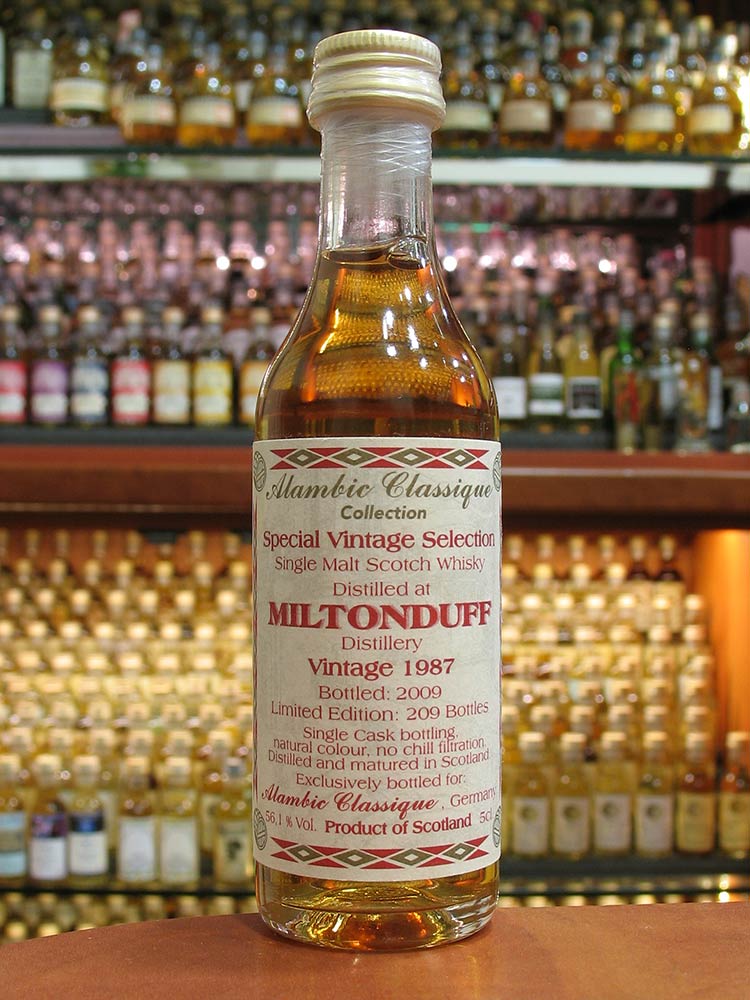 Alambic Classique
Collection
Special Vintage Selection
Single Malt Scotch Whisky
Distilled at
MILTONDUFF
Distillery
Vintage 1987
Bottled: 2009
Limited Edition: 209 Bottles
Single Cask bottling,
natural colour, no chill filtration.
Distilled and matured in Scotland
Exclusively bottled for:
Alambic Classique, Germany
56,1 % Vol. Product of Scotland 5cl